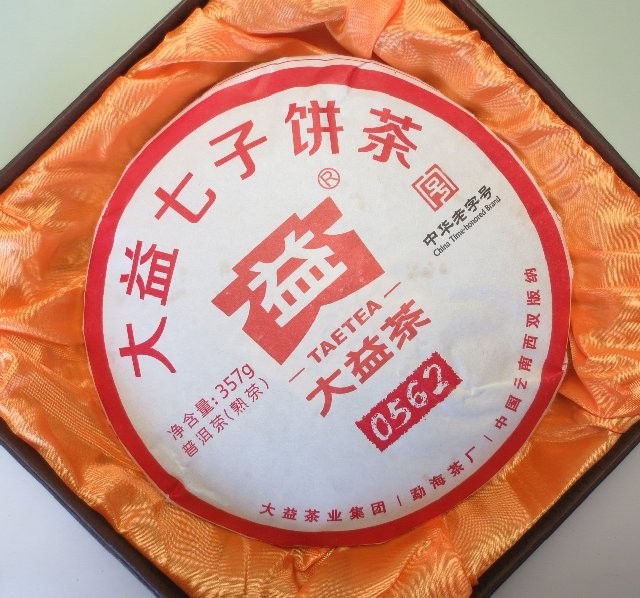 大益七子饼茶
中华老字号
China Time-honored Brand
®
益
TAETEA
大益茶
0562
净含量:357g
普洱茶(熟茶)
大益茶业集团|勐海茶厂|中国云南西双版纳